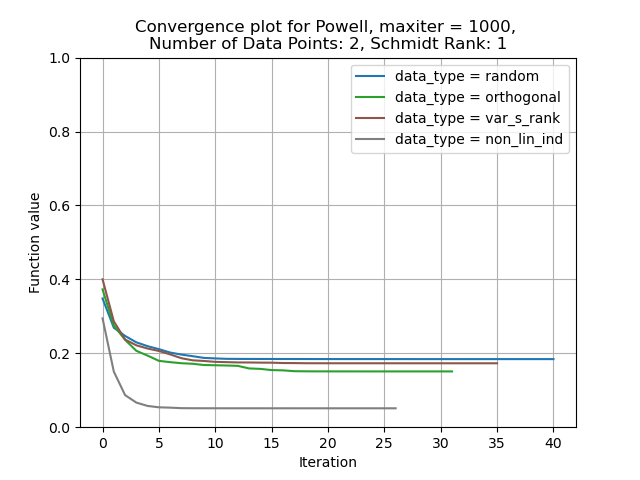 Convergence plot for Powell, maxiter = 1000,
Number of Data Points: 2, Schmidt Rank: 1
data_type = random
data_type = orthogonal
data_type = var_s_rank
data_type = non_lin_ind
Function value
1.0
0.8
0.6
0.4
0.2
0.0
0 5 10 15 20 25 30 35 40
Iteration